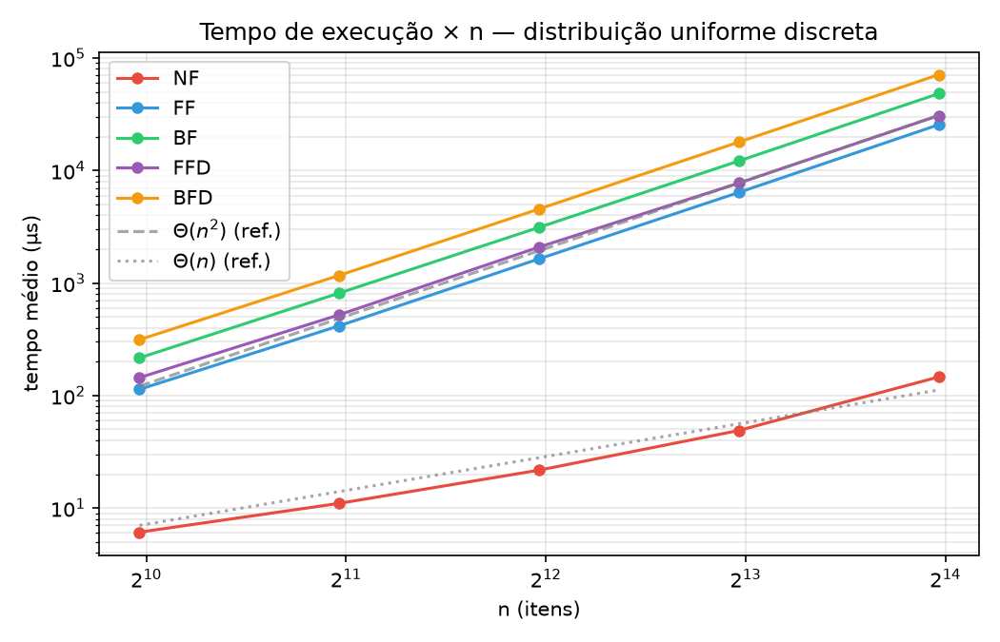 Tempo de execução × n — distribuição uniforme discreta
tempo médio (µs)
10⁵
10⁴
10³
10²
10¹
NF
FF
BF
FFD
BFD
Θ(n²) (ref.)
Θ(n) (ref.)
2¹⁰
2¹¹
2¹²
2¹³
2¹⁴
n (itens)